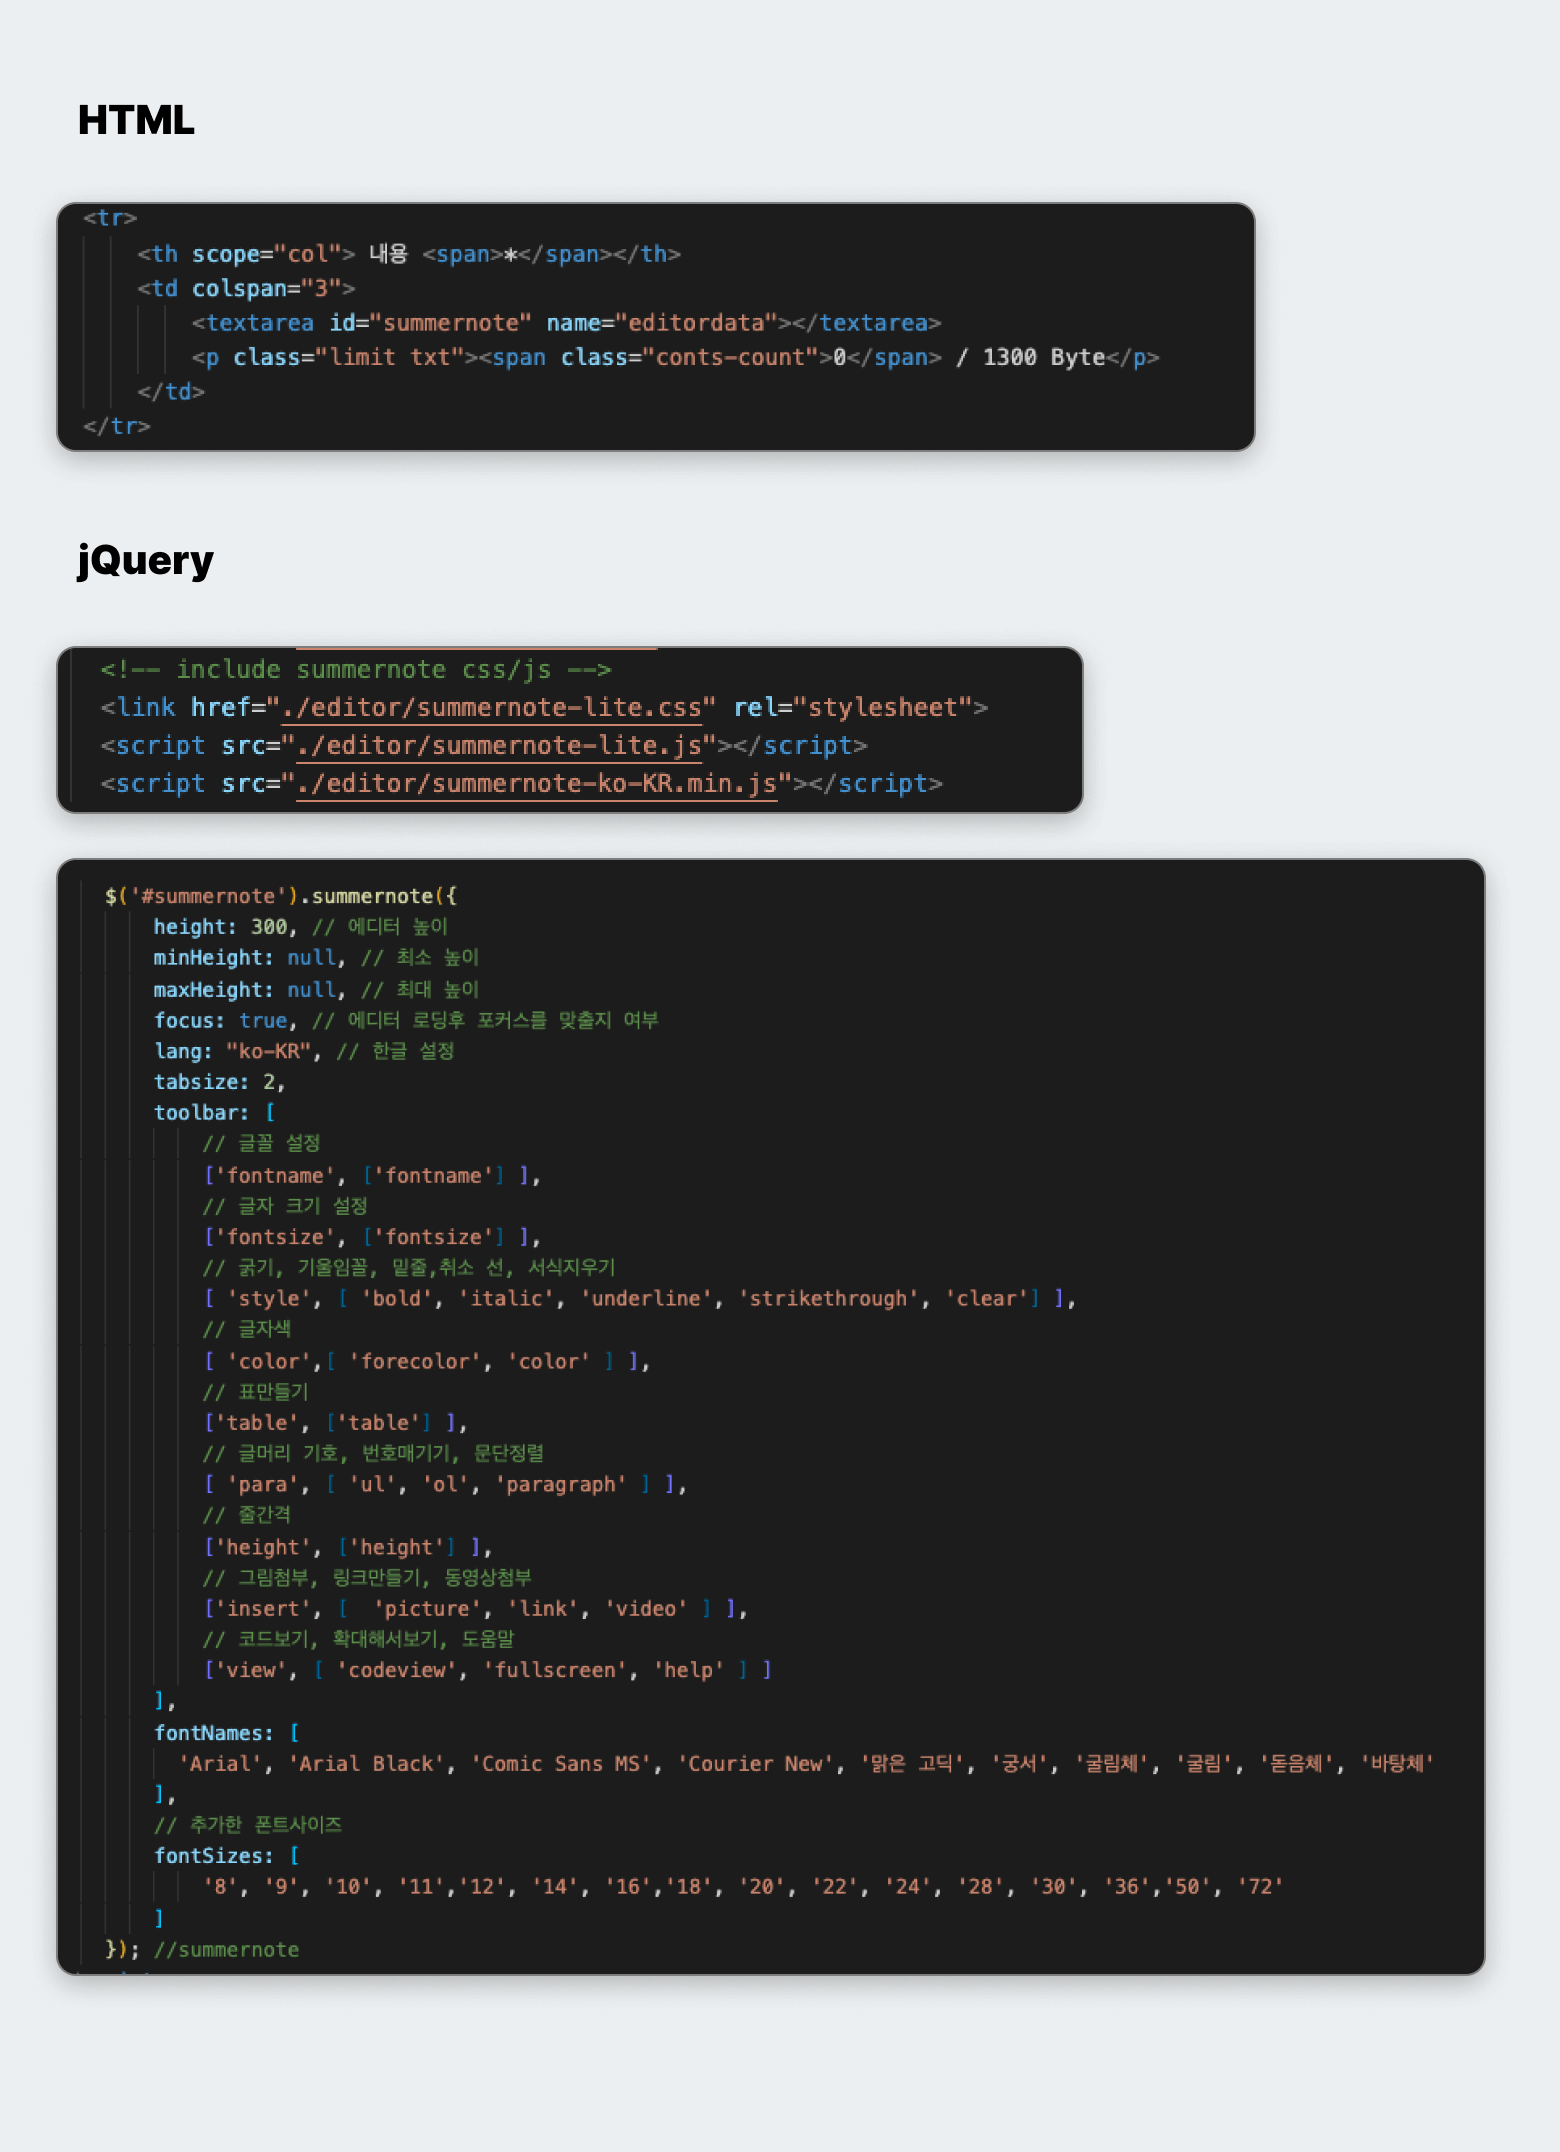 HTML
<tr>
<th scope="col"> 내용 <span>*</span></th>
<td colspan="3">
<textarea id="summernote" name="editordata"></textarea>
<p class="limit txt"><span class="conts-count">0</span> / 1300 Byte</p>
</td>
</tr>
jQuery
<!-- include summernote css/js -->
<link href="./editor/summernote-lite.css" rel="stylesheet">
<script src="./editor/summernote-lite.js"></script>
<script src="./editor/summernote-ko-KR.min.js"></script>
$('#summernote').summernote({
height: 300, // 에디터 높이
minHeight: null, // 최소 높이
maxHeight: null, // 최대 높이
focus: true, // 에디터 로딩후 포커스를 맞출지 여부
lang: "ko-KR", // 한글 설정
tabsize: 2,
toolbar: [
// 글꼴 설정
['fontname', ['fontname'] ],
// 글자 크기 설정
['fontsize', ['fontsize'] ],
// 굵기, 기울임꼴, 밑줄,취소 선, 서식지우기
[ 'style', [ 'bold', 'italic', 'underline', 'strikethrough', 'clear'] ],
// 글자색
[ 'color',[ 'forecolor', 'color' ] ],
// 표만들기
['table', ['table'] ],
// 글머리 기호, 번호매기기, 문단정렬
[ 'para', [ 'ul', 'ol', 'paragraph' ] ],
// 줄간격
['height', ['height'] ],
// 그림첨부, 링크만들기, 동영상첨부
['insert', [  'picture', 'link', 'video' ] ],
// 코드보기, 확대해서보기, 도움말
['view', [ 'codeview', 'fullscreen', 'help' ] ]
],
fontNames: [
'Arial', 'Arial Black', 'Comic Sans MS', 'Courier New', '맑은 고딕', '궁서', '굴림체', '굴림', '돋음체', '바탕체'
],
// 추가한 폰트사이즈
fontSizes: [
'8', '9', '10', '11','12', '14', '16','18', '20', '22', '24', '28', '30', '36','50', '72'
]
}); //summernote